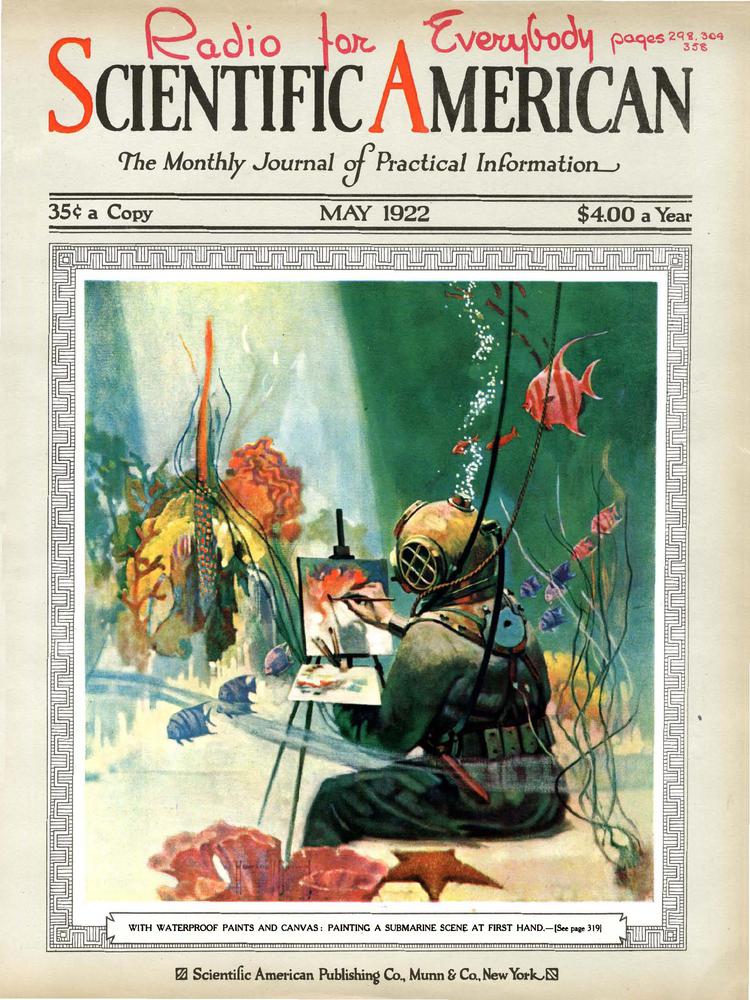 Radio for Everybody pages 298, 304
358
SCIENTIFIC AMERICAN
The Monthly Journal of Practical Information
35¢ a Copy MAY 1922 $4.00 a Year
WITH WATERPROOF PAINTS AND CANVAS: PAINTING A SUBMARINE SCENE AT FIRST HAND.—[See page 319]
Scientific American Publishing Co., Munn & Co., New York